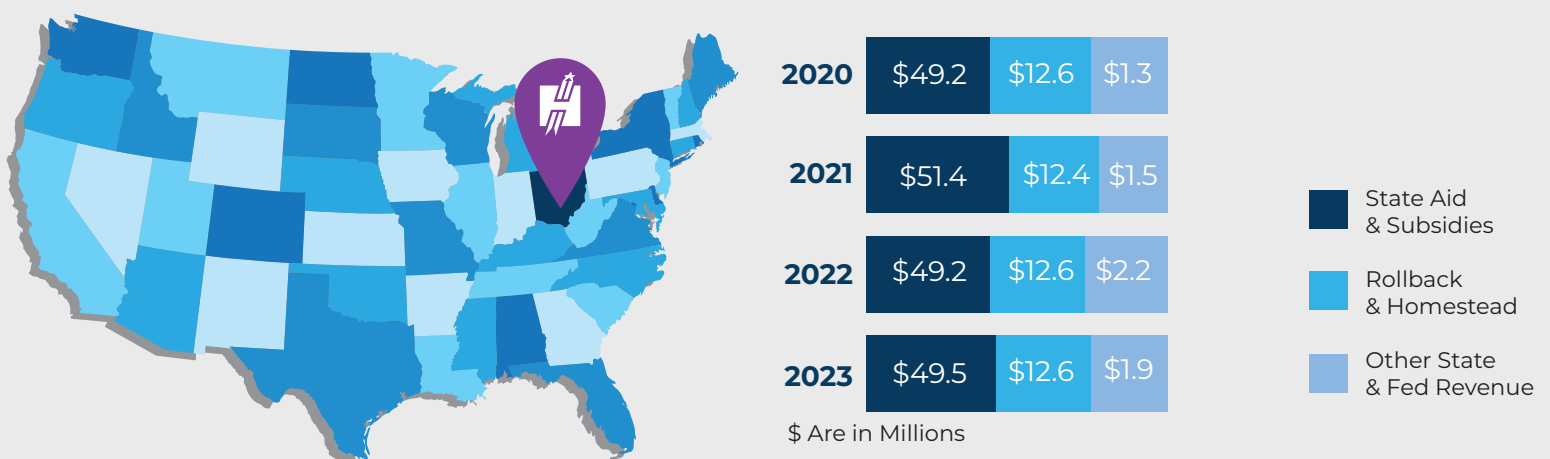 H
2020 $49.2 $12.6 $1.3
2021 $51.4 $12.4 $1.5
2022 $49.2 $12.6 $2.2
2023 $49.5 $12.6 $1.9
$ Are in Millions
State Aid
& Subsidies
Rollback
& Homestead
Other State
& Fed Revenue